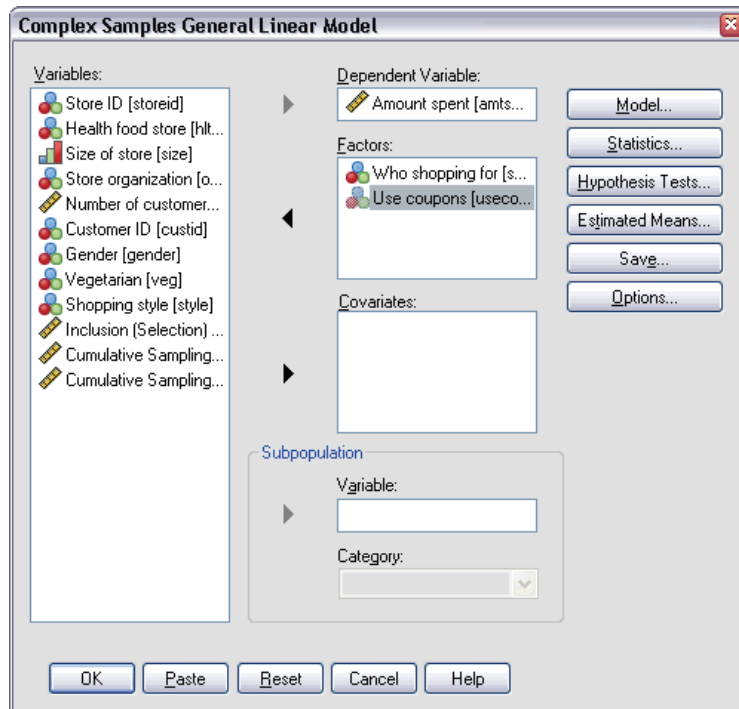 Complex Samples General Linear Model
Variables:
Store ID [storeid]
Health food store [hlt...
Size of store [size]
Store organization [o...
Number of customer...
Customer ID [custid]
Gender [gender]
Vegetarian [veg]
Shopping style [style]
Inclusion (Selection) ...
Cumulative Sampling...
Cumulative Sampling...
Dependent Variable:
Amount spent [amts...
Factors:
Who shopping for [s...
Use coupons [useco...
Covariates:
Subpopulation
Variable:
Category:
Model...
Statistics...
Hypothesis Tests...
Estimated Means...
Save...
Options...
OK
Paste
Reset
Cancel
Help